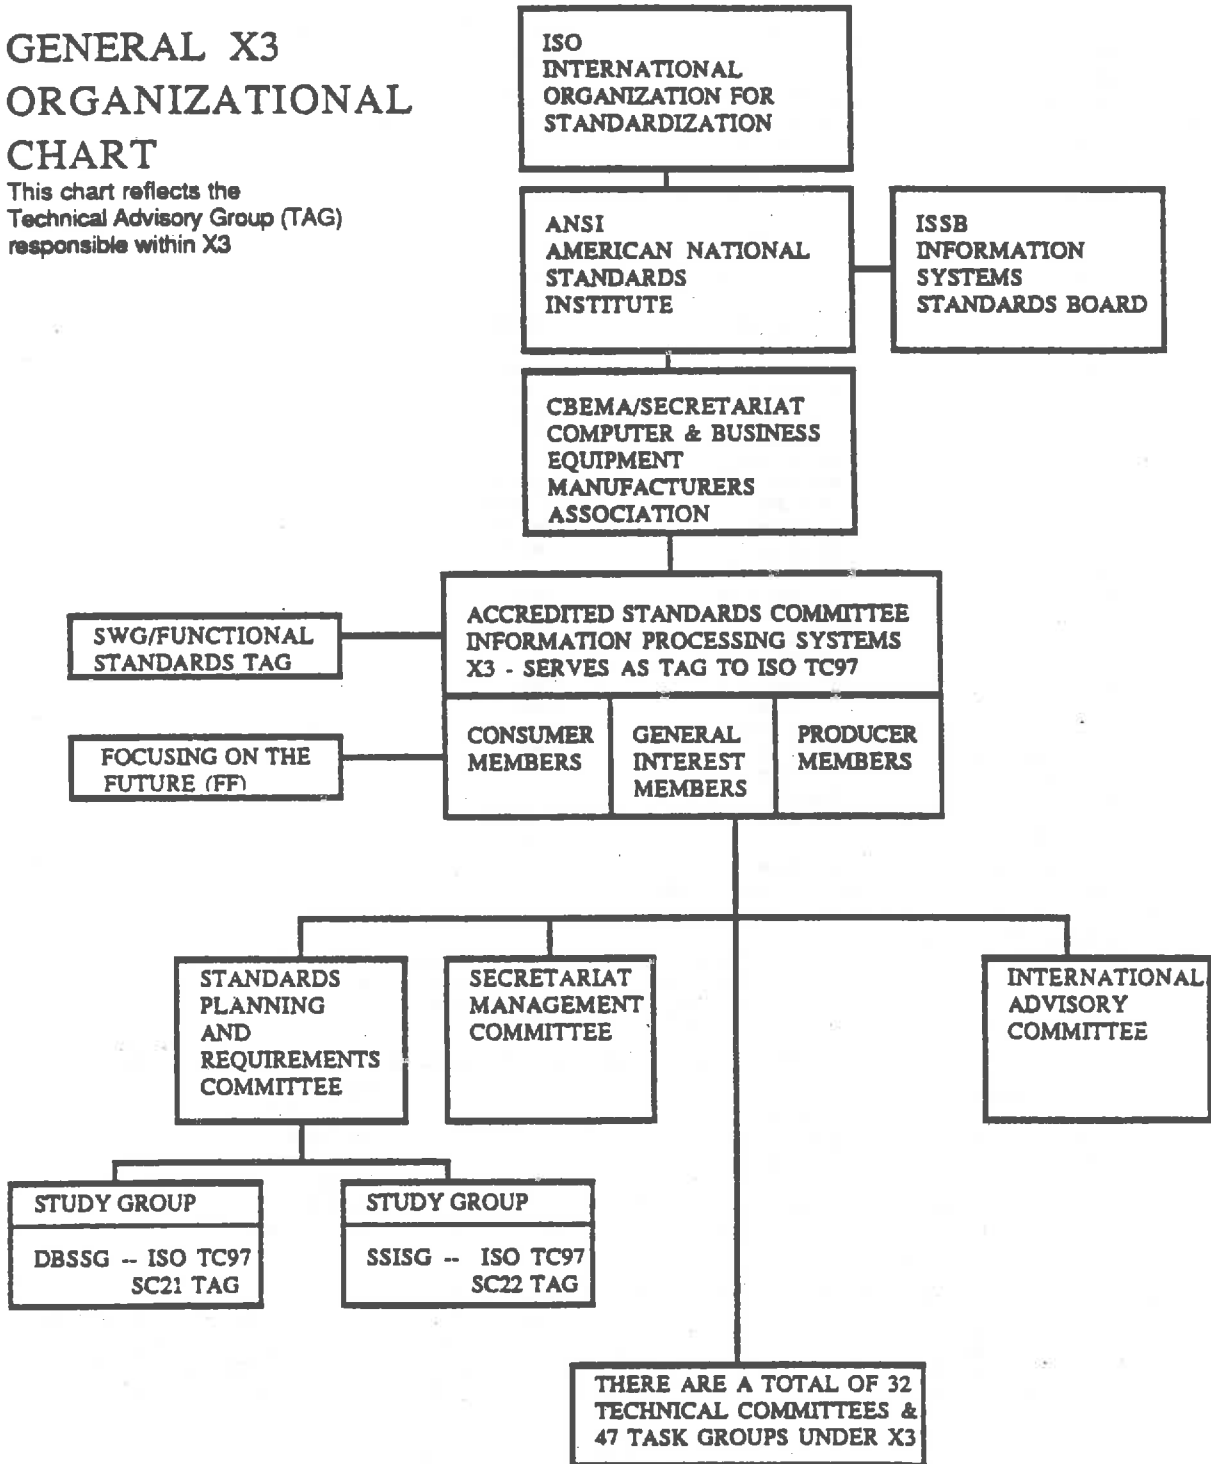 GENERAL X3
ORGANIZATIONAL
CHART
This chart reflects the
Technical Advisory Group (TAG)
responsible within X3
ISO
INTERNATIONAL
ORGANIZATION FOR
STANDARDIZATION
ANSI
AMERICAN NATIONAL
STANDARDS
INSTITUTE
ISSB
INFORMATION
SYSTEMS
STANDARDS BOARD
CBEMA/SECRETARIAT
COMPUTER & BUSINESS
EQUIPMENT
MANUFACTURERS
ASSOCIATION
SWG/FUNCTIONAL
STANDARDS TAG
ACCREDITED STANDARDS COMMITTEE
INFORMATION PROCESSING SYSTEMS
X3 - SERVES AS TAG TO ISO TC97
FOCUSING ON THE
FUTURE (FF)
CONSUMER
MEMBERS
GENERAL
INTEREST
MEMBERS
PRODUCER
MEMBERS
STANDARDS
PLANNING
AND
REQUIREMENTS
COMMITTEE
SECRETARIAT
MANAGEMENT
COMMITTEE
INTERNATIONAL
ADVISORY
COMMITTEE
STUDY GROUP
DBSSG -- ISO TC97
SC21 TAG
STUDY GROUP
SSISG -- ISO TC97
SC22 TAG
THERE ARE A TOTAL OF 32
TECHNICAL COMMITTEES &
47 TASK GROUPS UNDER X3